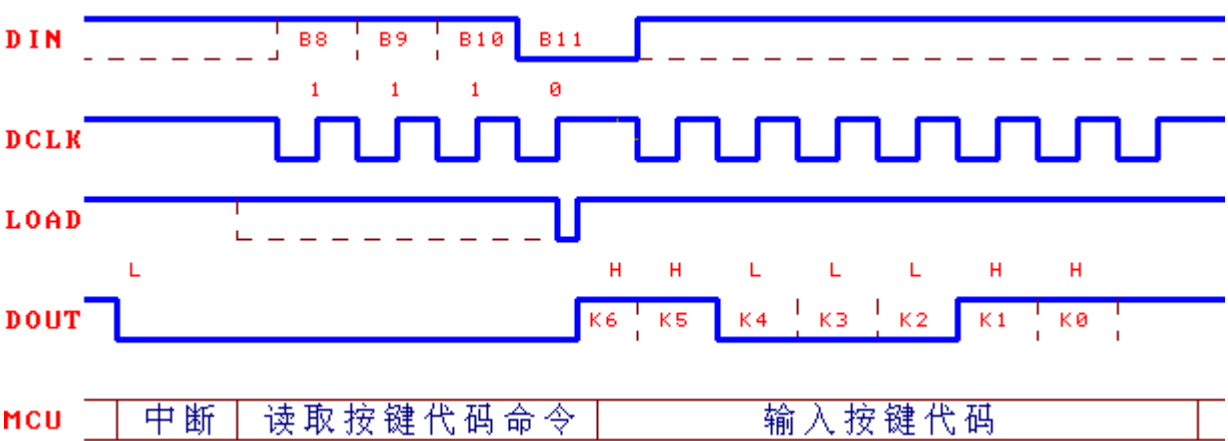 DIN B8 B9 B10 B11
1 1 1 0
DCLK
LOAD
L H H L L L H H
DOUT K6 K5 K4 K3 K2 K1 K0
MCU 中断 读取按键代码命令 输入按键代码